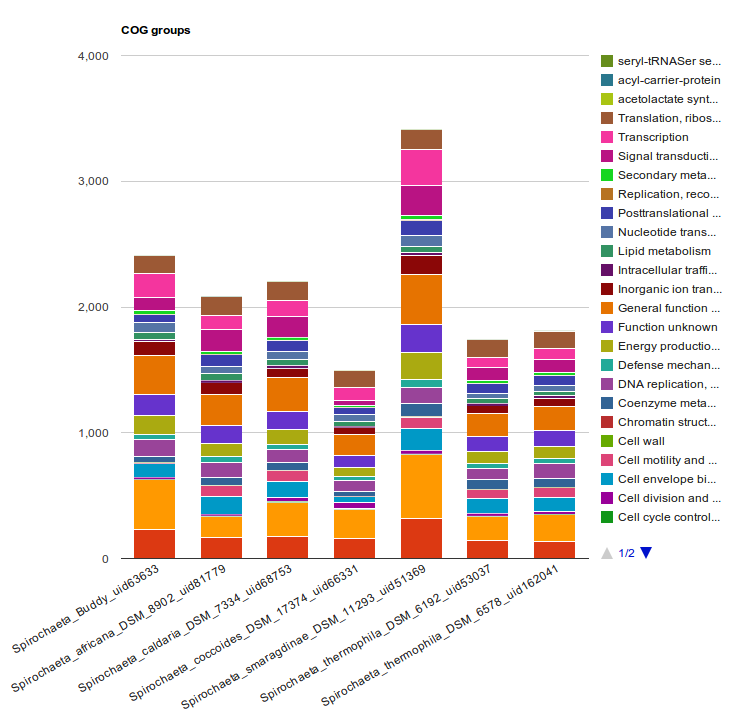 COG groups
4,000
3,000
2,000
1,000
0
Spirochaeta_Buddy_uid63633
Spirochaeta_africana_DSM_8902_uid81779
Spirochaeta_caldaria_DSM_7334_uid68753
Spirochaeta_coccoides_DSM_17374_uid66331
Spirochaeta_smaragdinae_DSM_11293_uid51369
Spirochaeta_thermophila_DSM_6192_uid53037
Spirochaeta_thermophila_DSM_6578_uid162041
seryl-tRNASer se...
acyl-carrier-protein
acetolactate synt...
Translation, ribos...
Transcription
Signal transducti...
Secondary meta...
Replication, reco...
Posttranslational ...
Nucleotide trans...
Lipid metabolism
Intracellular traffi...
Inorganic ion tran...
General function ...
Function unknown
Energy productio...
Defense mechan...
DNA replication, ...
Coenzyme meta...
Chromatin struct...
Cell wall
Cell motility and ...
Cell envelope bi...
Cell division and ...
Cell cycle control...
1/2